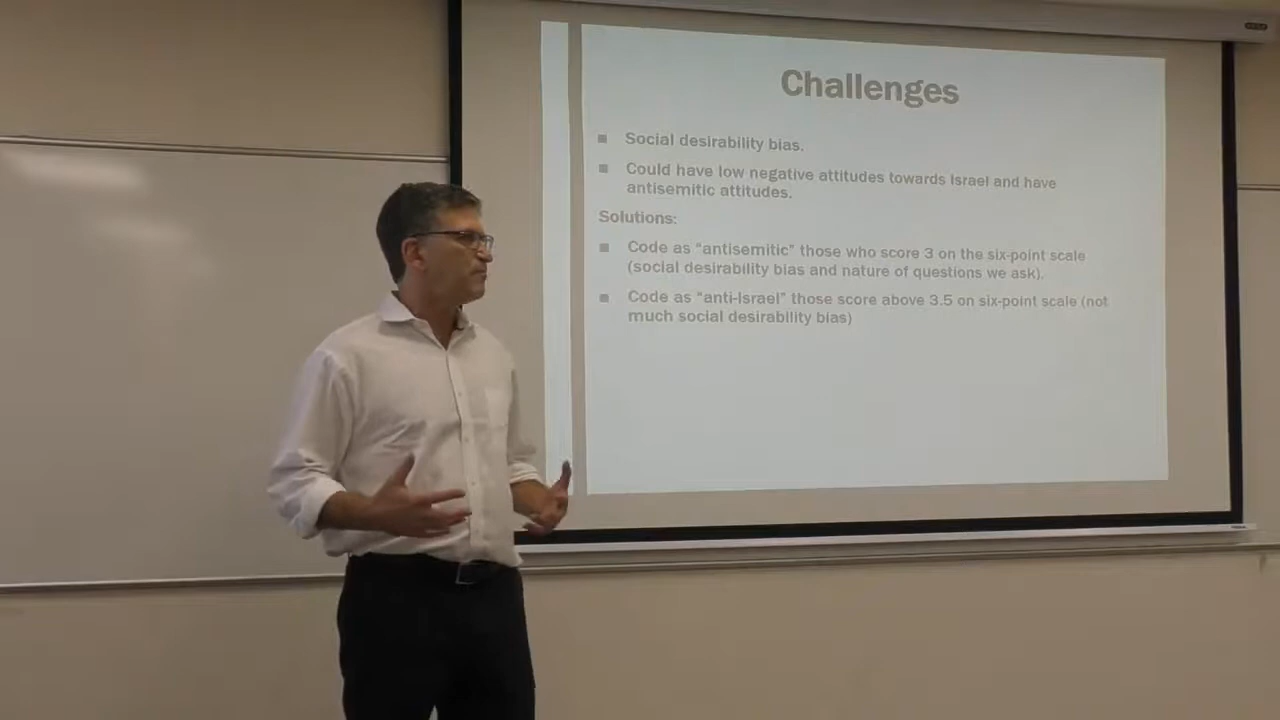 Challenges
Social desirability bias.
Could have low negative attitudes towards Israel and have
antisemitic attitudes.
Solutions:
Code as “antisemitic” those who score 3 on the six-point scale
(social desirability bias and nature of questions we ask).
Code as “anti-Israel” those score above 3.5 on six-point scale (not
much social desirability bias)